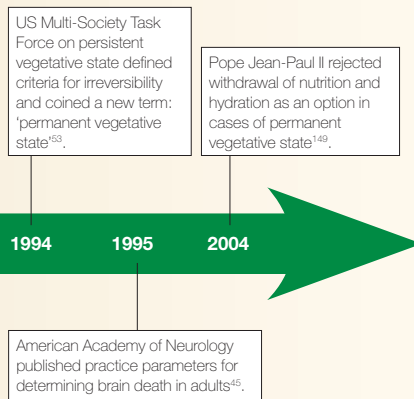 US Multi-Society Task
Force on persistent
vegetative state defined
criteria for irreversibility
and coined a new term:
‘permanent vegetative
state’⁵³.
Pope Jean-Paul II rejected
withdrawal of nutrition and
hydration as an option in
cases of permanent
vegetative state¹⁴⁹.
1994
1995
2004
American Academy of Neurology
published practice parameters for
determining brain death in adults⁴⁵.